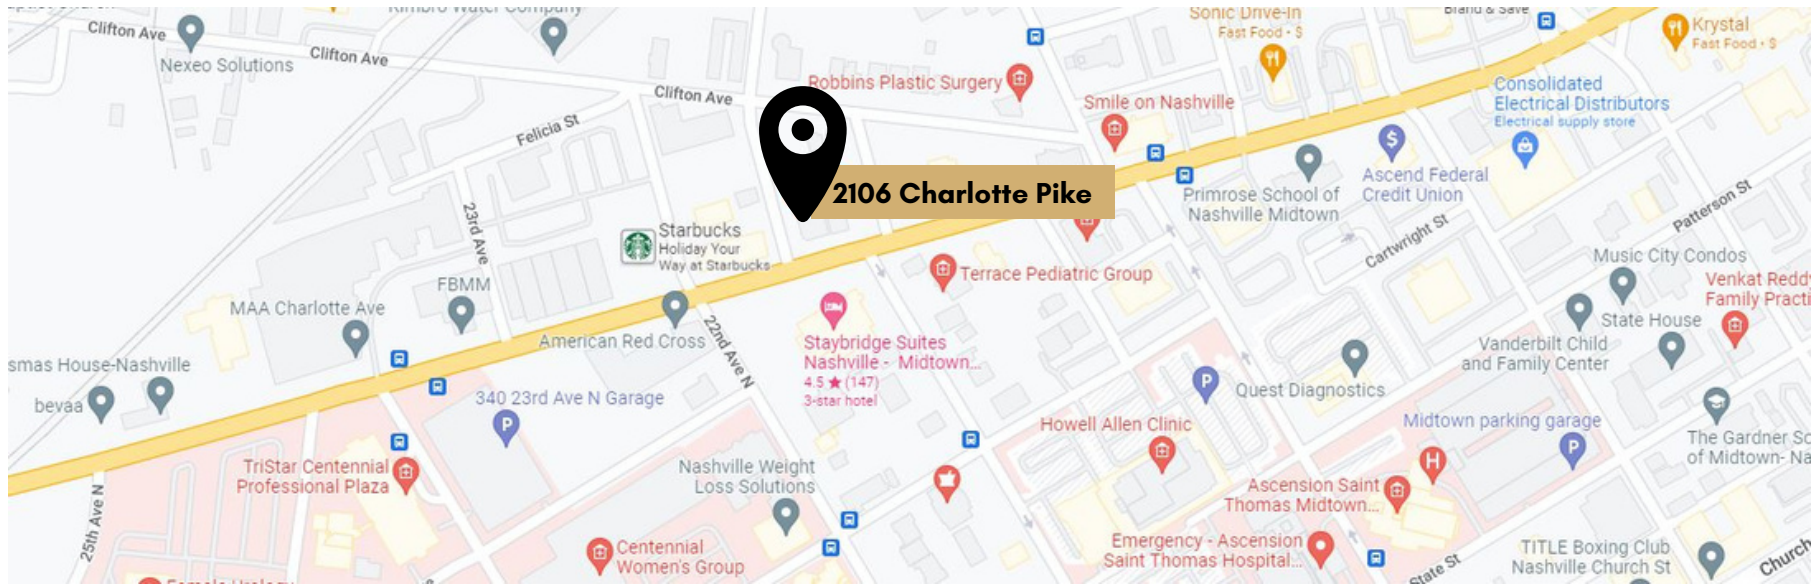 Kimbro Water Company
Clifton Ave
Nexeo Solutions
Clifton Ave
Clifton Ave
Felicia St
Robbins Plastic Surgery
Sonic Drive-In
Fast Food • $
Brand & Save
Krystal
Fast Food • $
Smile on Nashville
Consolidated
Electrical Distributors
Electrical supply store
2106 Charlotte Pike
Primrose School of
Nashville Midtown
Ascend Federal
Credit Union
Patterson St
Cartwright St
23rd Ave
Starbucks
Holiday Your
Way at Starbucks
Terrace Pediatric Group
Music City Condos
Venkat Reddy
Family Practi
FBMM
MAA Charlotte Ave
American Red Cross
22nd Ave N
Staybridge Suites
Nashville - Midtown...
4.5 ★ (147)
3-star hotel
State House
Vanderbilt Child
and Family Center
smas House-Nashville
bevaa
340 23rd Ave N Garage
P
P
Quest Diagnostics
Howell Allen Clinic
Midtown parking garage
P
H
The Gardner Sc
of Midtown- Na
TriStar Centennial
Professional Plaza
Nashville Weight
Loss Solutions
Ascension Saint
Thomas Midtown...
25th Ave N
Centennial
Women's Group
Emergency - Ascension
Saint Thomas Hospital...
State St
TITLE Boxing Club
Nashville Church St
Church